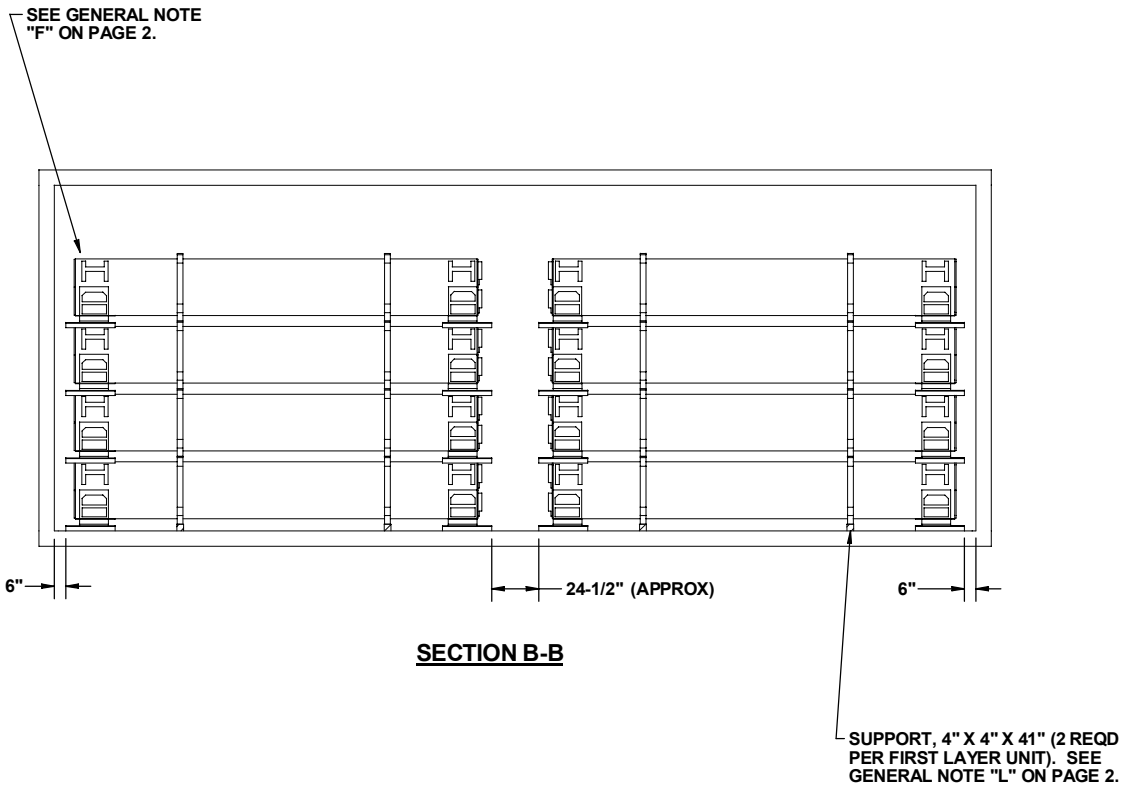 SEE GENERAL NOTE
"F" ON PAGE 2.
6"
24-1/2" (APPROX)
6"
SECTION B-B
SUPPORT, 4" X 4" X 41" (2 REQD
PER FIRST LAYER UNIT). SEE
GENERAL NOTE "L" ON PAGE 2.